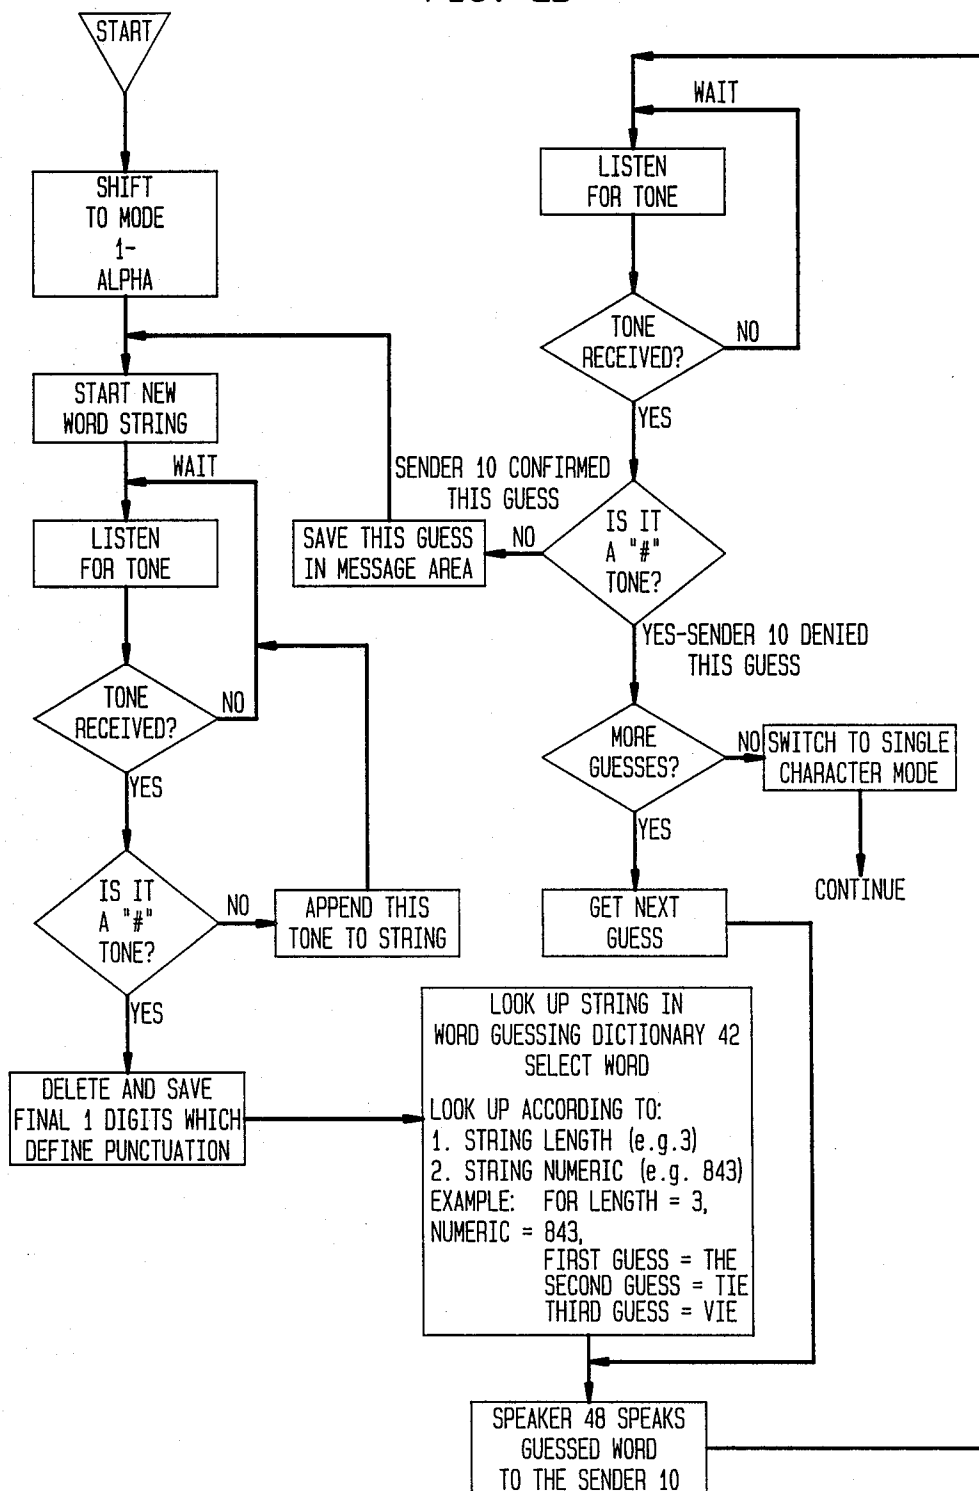 START
SHIFT
TO MODE
1-
ALPHA
START NEW
WORD STRING
WAIT
LISTEN
FOR TONE
TONE
RECEIVED?
NO
YES
IS IT
A "#"
TONE?
NO
APPEND THIS
TONE TO STRING
YES
DELETE AND SAVE
FINAL 1 DIGITS WHICH
DEFINE PUNCTUATION
LOOK UP STRING IN
WORD GUESSING DICTIONARY 42
SELECT WORD
LOOK UP ACCORDING TO:
1. STRING LENGTH (e.g.3)
2. STRING NUMERIC (e.g. 843)
EXAMPLE: FOR LENGTH = 3,
NUMERIC = 843,
FIRST GUESS = THE
SECOND GUESS = TIE
THIRD GUESS = VIE
SPEAKER 48 SPEAKS
GUESSED WORD
TO THE SENDER 10
WAIT
LISTEN
FOR TONE
TONE
RECEIVED?
NO
YES
IS IT
A "#"
TONE?
NO
SENDER 10 CONFIRMED
THIS GUESS
SAVE THIS GUESS
IN MESSAGE AREA
YES-SENDER 10 DENIED
THIS GUESS
MORE
GUESSES?
NO
SWITCH TO SINGLE
CHARACTER MODE
CONTINUE
YES
GET NEXT
GUESS